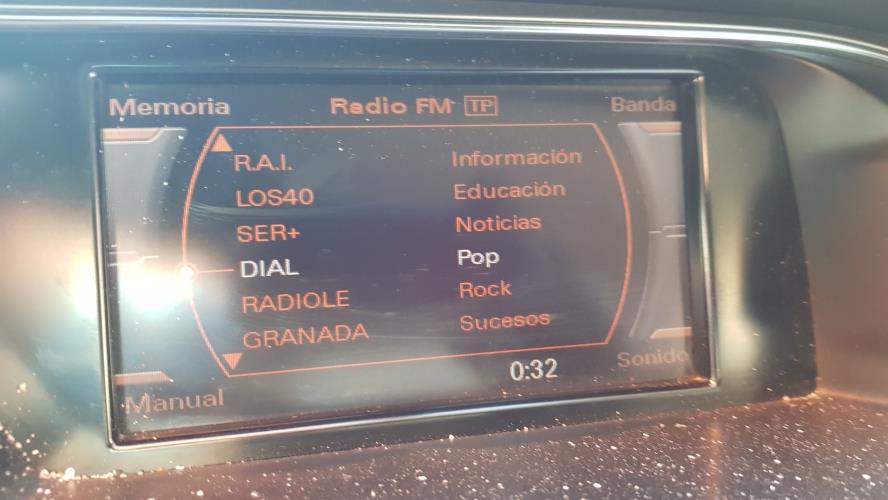 Memoria Radio FM TP Banda
R.A.I. Información
LOS40 Educación
SER+ Noticias
DIAL Pop
RADIOLE Rock
GRANADA Sucesos
0:32
Manual Sonido